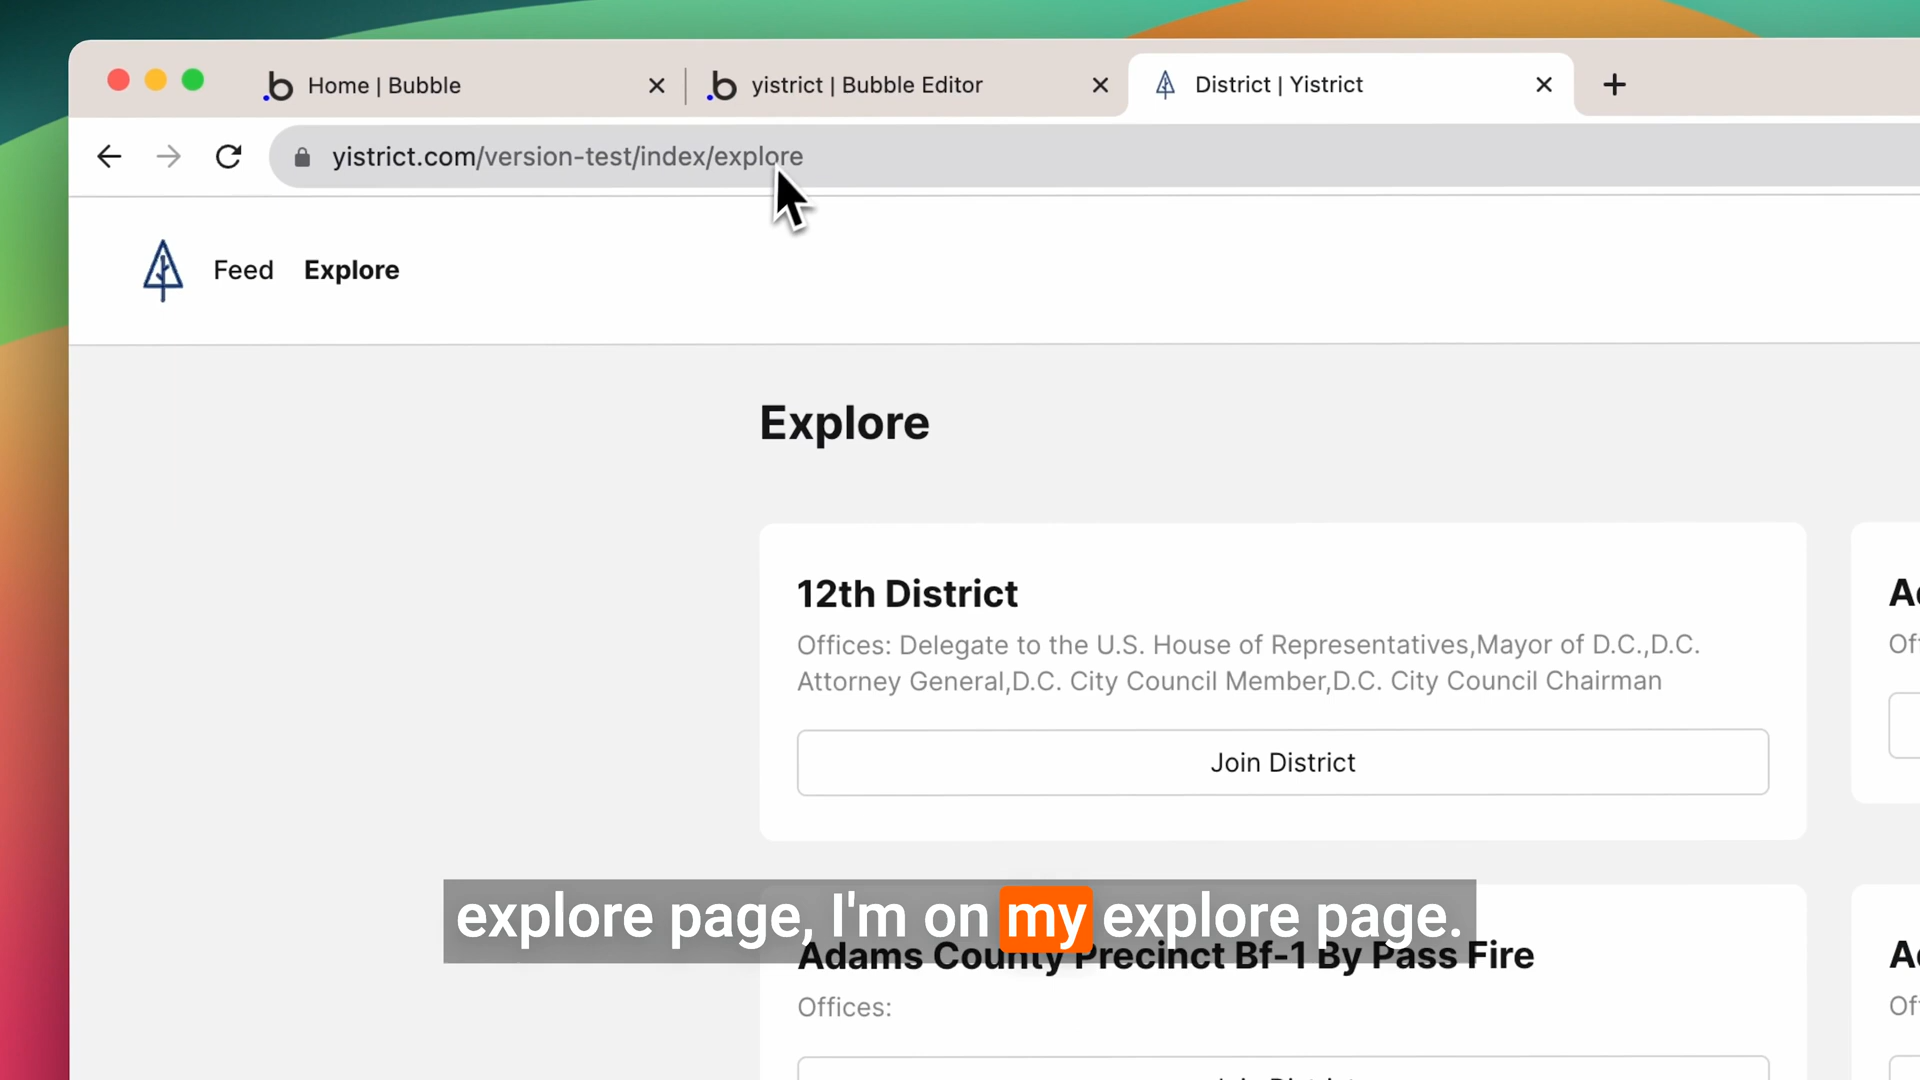 Home | Bubble
yistrict | Bubble Editor
District | Yistrict
yistrict.com/version-test/index/explore
Feed
Explore
Explore
12th District
Offices: Delegate to the U.S. House of Representatives,Mayor of D.C.,D.C.
Attorney General,D.C. City Council Member,D.C. City Council Chairman
Join District
explore page, I'm on my explore page.
Adams County Precinct Bf-1 By Pass Fire
Offices: